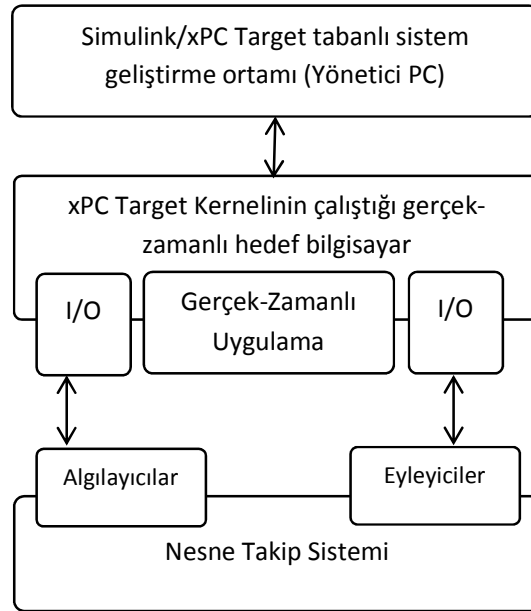 Simulink/xPC Target tabanlı sistem
geliştirme ortamı (Yönetici PC)
xPC Target Kernelinin çalıştığı gerçek-
zamanlı hedef bilgisayar
I/O
Gerçek-Zamanlı
Uygulama
I/O
Algılayıcılar
Eyleyiciler
Nesne Takip Sistemi